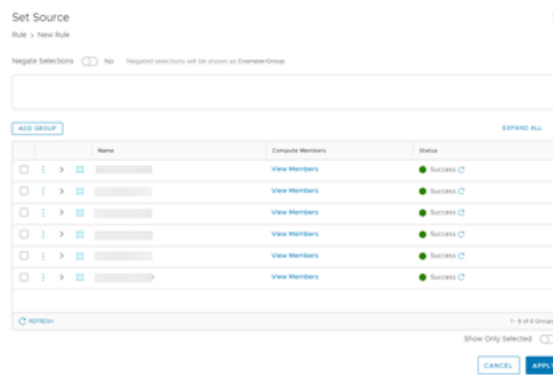 Set Source
Rule > New Rule
Negate Selections No Negated selections will be shown as Example-Group
ADD GROUP EXPAND ALL
Name Compute Members Status
View Members Success
View Members Success
View Members Success
View Members Success
View Members Success
View Members Success
REFRESH 1 - 6 of 6 Groups
Show Only Selected
CANCEL APPLY